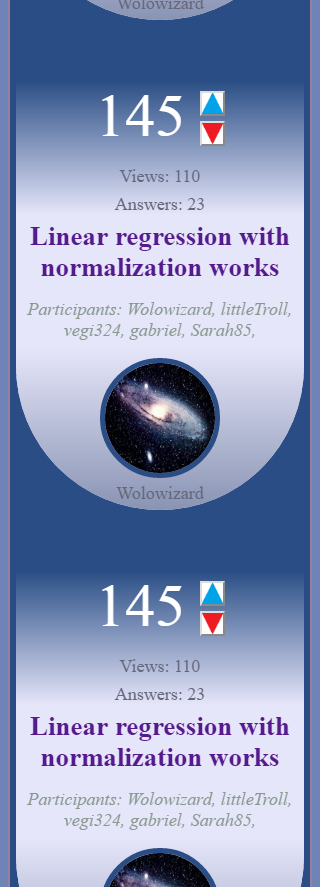 Wolowizard
145
Views: 110
Answers: 23
Linear regression with
normalization works
Participants: Wolowizard, littleTroll,
vegi324, gabriel, Sarah85,
Wolowizard
145
Views: 110
Answers: 23
Linear regression with
normalization works
Participants: Wolowizard, littleTroll,
vegi324, gabriel, Sarah85,